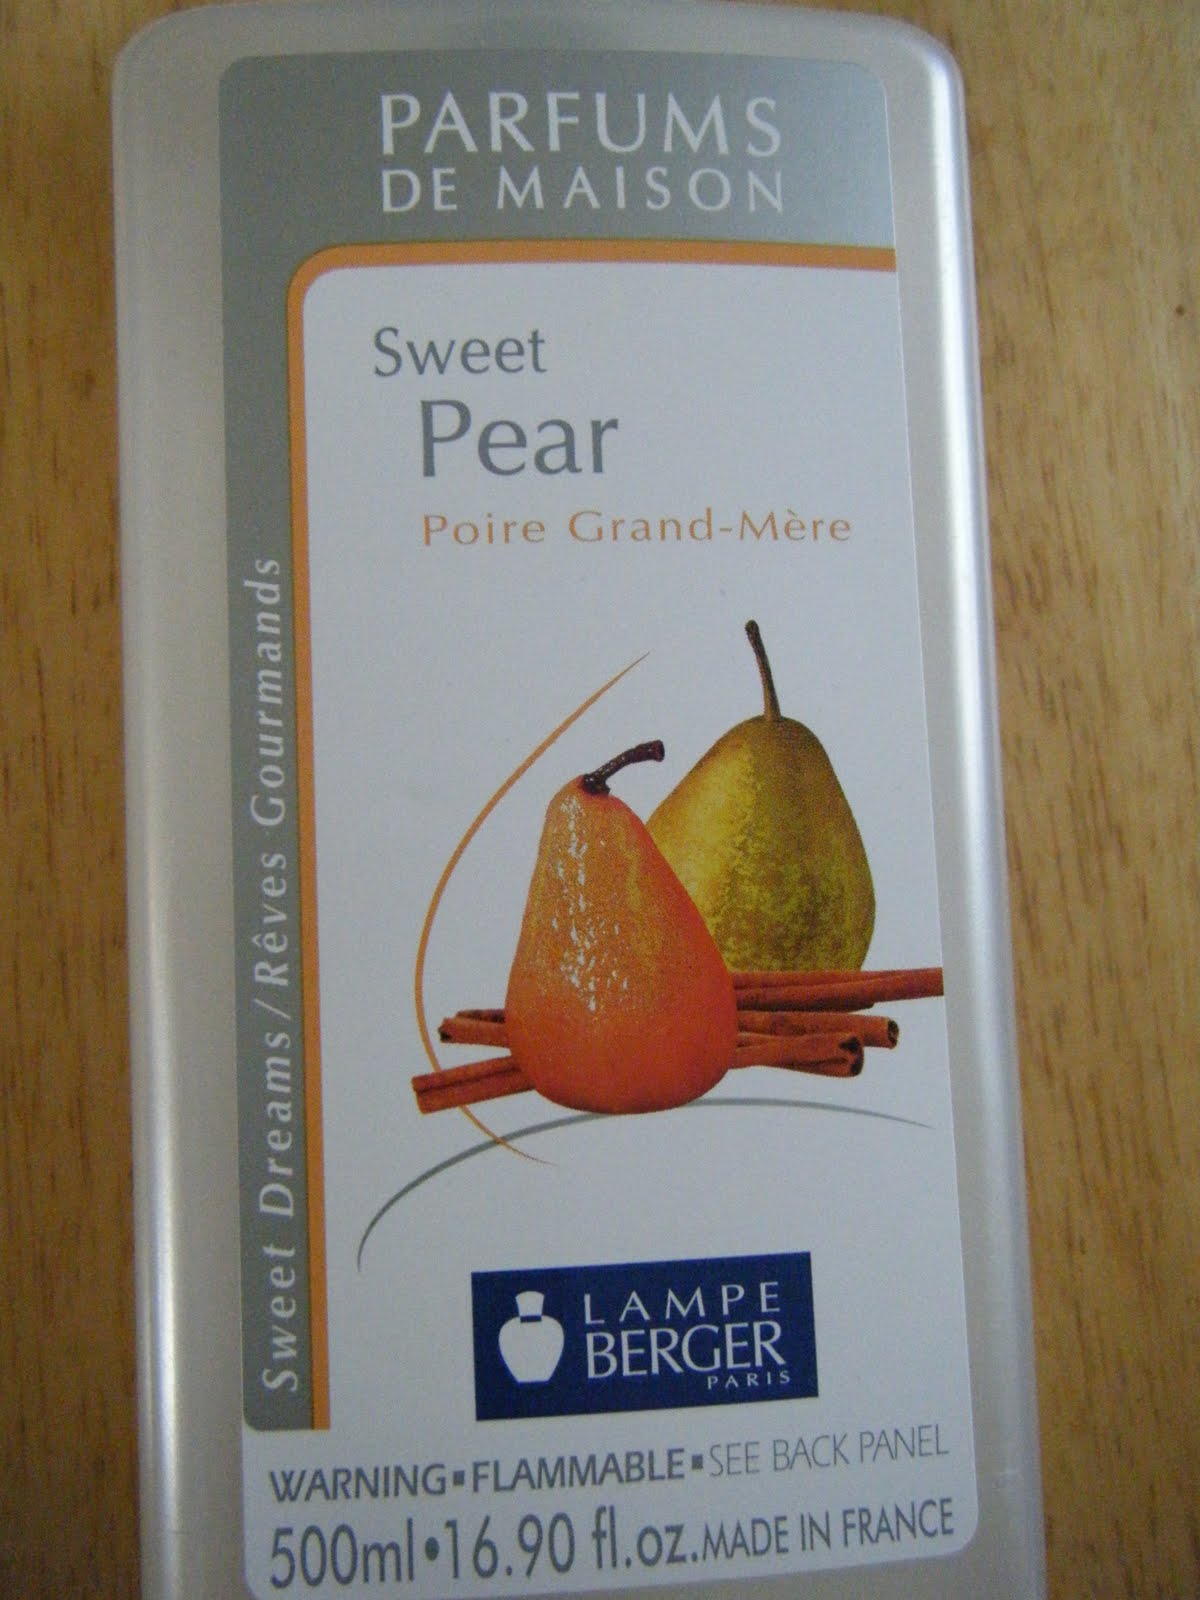 PARFUMS
DE MAISON
Sweet
Pear
Poire Grand-Mère
Sweet Dreams / Rêves Gourmands
LAMPE
BERGER
PARIS
WARNING▪FLAMMABLE▪SEE BACK PANEL
500ml•16.90 fl.oz. MADE IN FRANCE